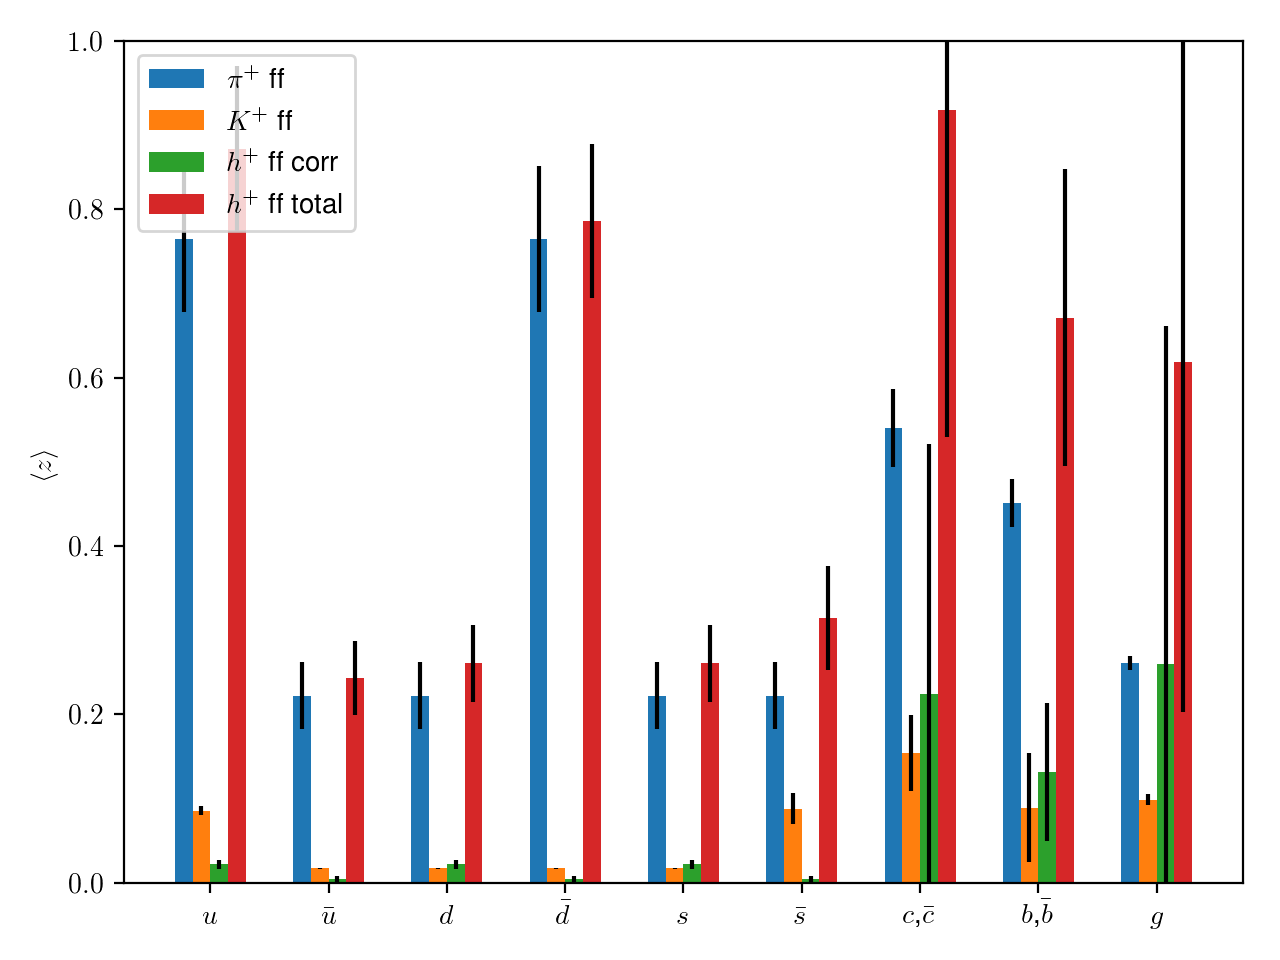 1.0
π⁺ ff
K⁺ ff
h⁺ ff corr
h⁺ ff total
0.8
0.6
⟨z⟩
0.4
0.2
0.0
u ū d d̄ s s̄ c,c̄ b,b̄ g